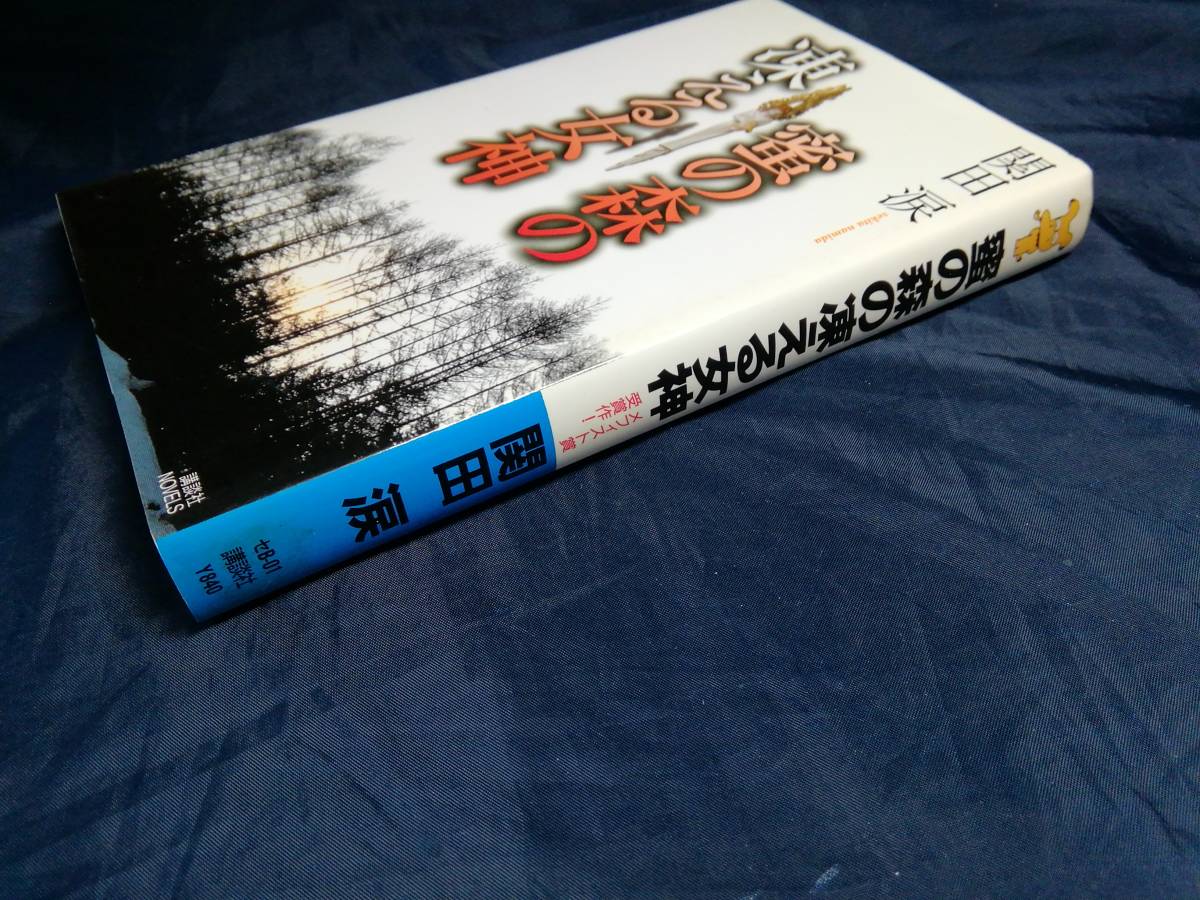 蜜の森の
凍える女神
関田 涙
sekita namida
講談社
NOVELS
蜜の森の凍える女神
メフィスト賞
受賞作!
関田 涙
セB-01
講談社
¥840